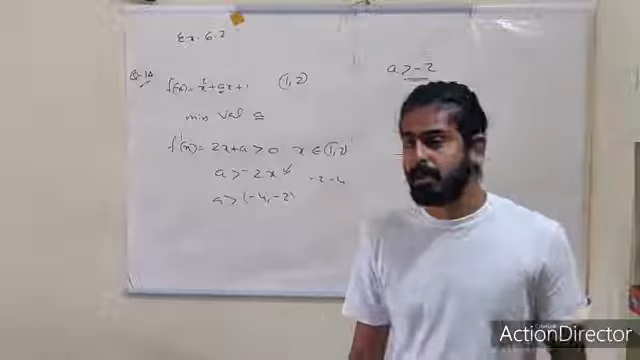 Ex. 6.2
Q-14
f(x) = x² + ax + 1 (1, 2)
min val a
f'(x) = 2x + a > 0 x ∈ (1, 2)
a > -2x
-2 -4
a > (-4, -2)
a > -2
ActionDirector